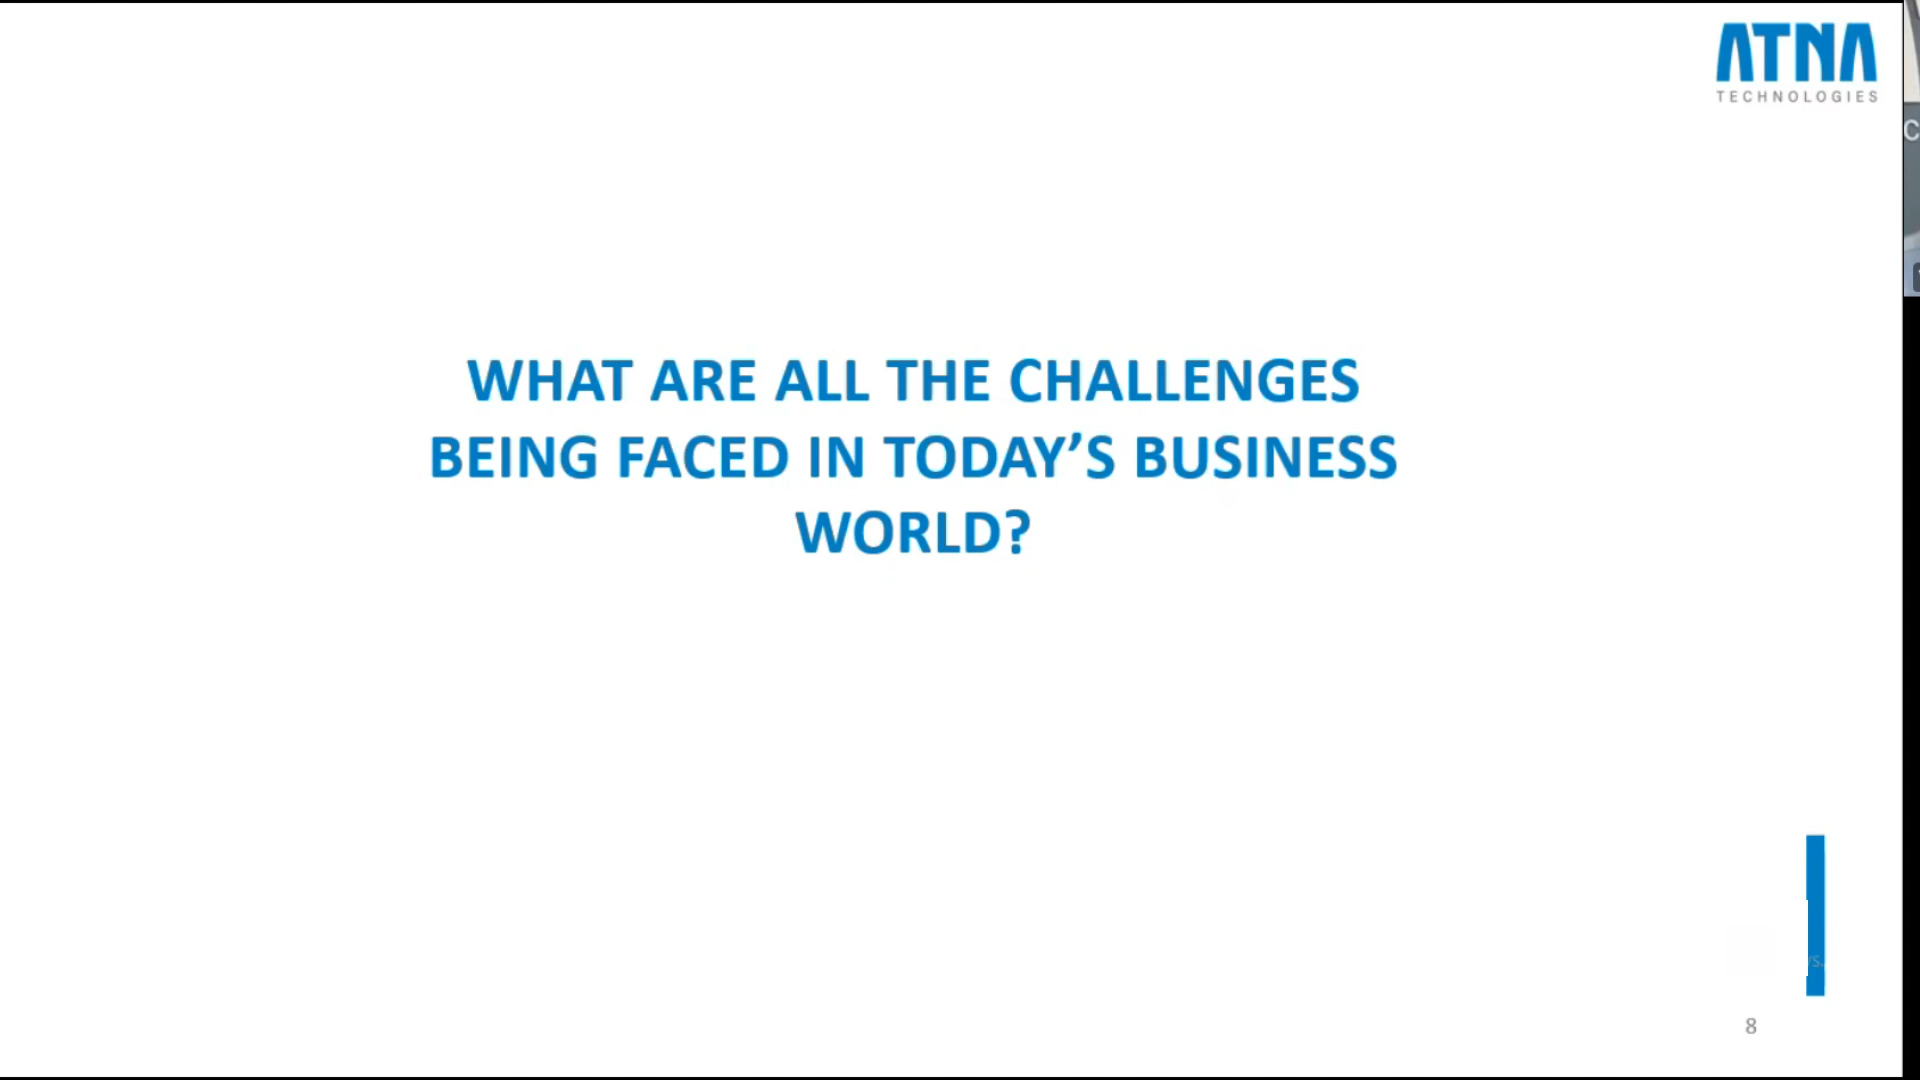 ATNA
TECHNOLOGIES
C
WHAT ARE ALL THE CHALLENGES
BEING FACED IN TODAY’S BUSINESS
WORLD?
8